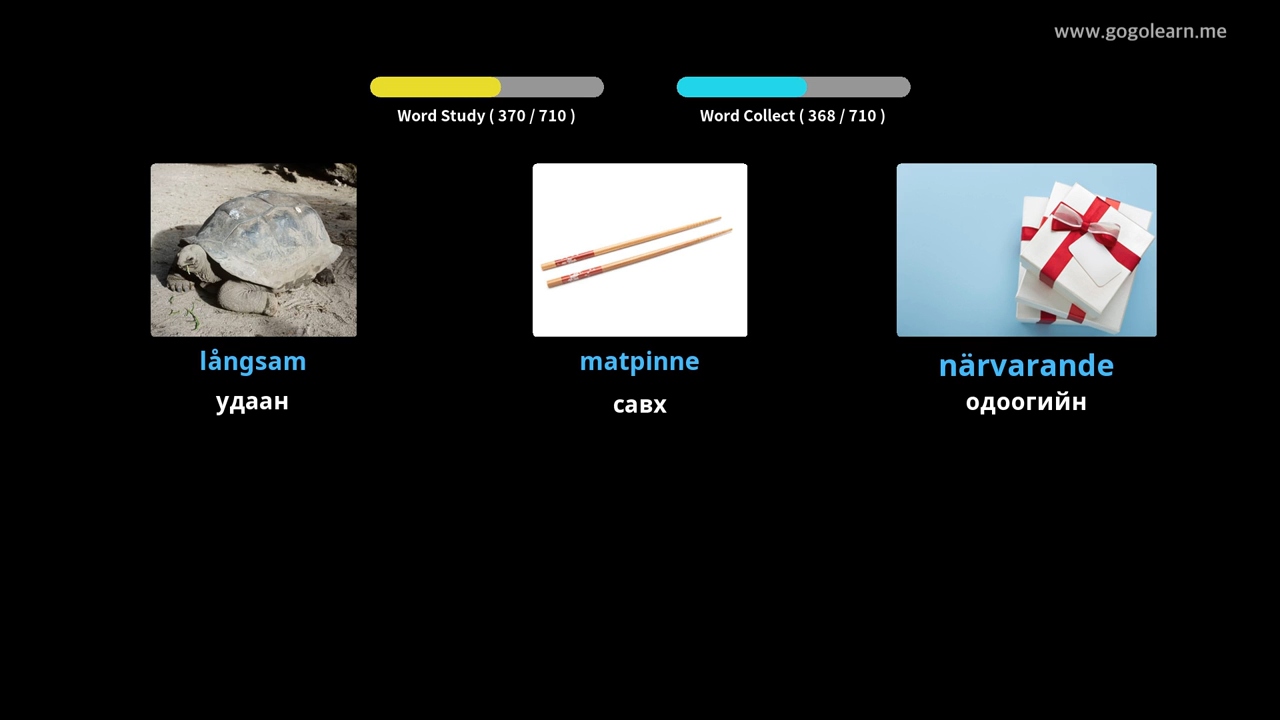 www.gogolearn.me
Word Study ( 370 / 710 )
Word Collect ( 368 / 710 )
långsam
удаан
matpinne
савх
närvarande
одоогийн